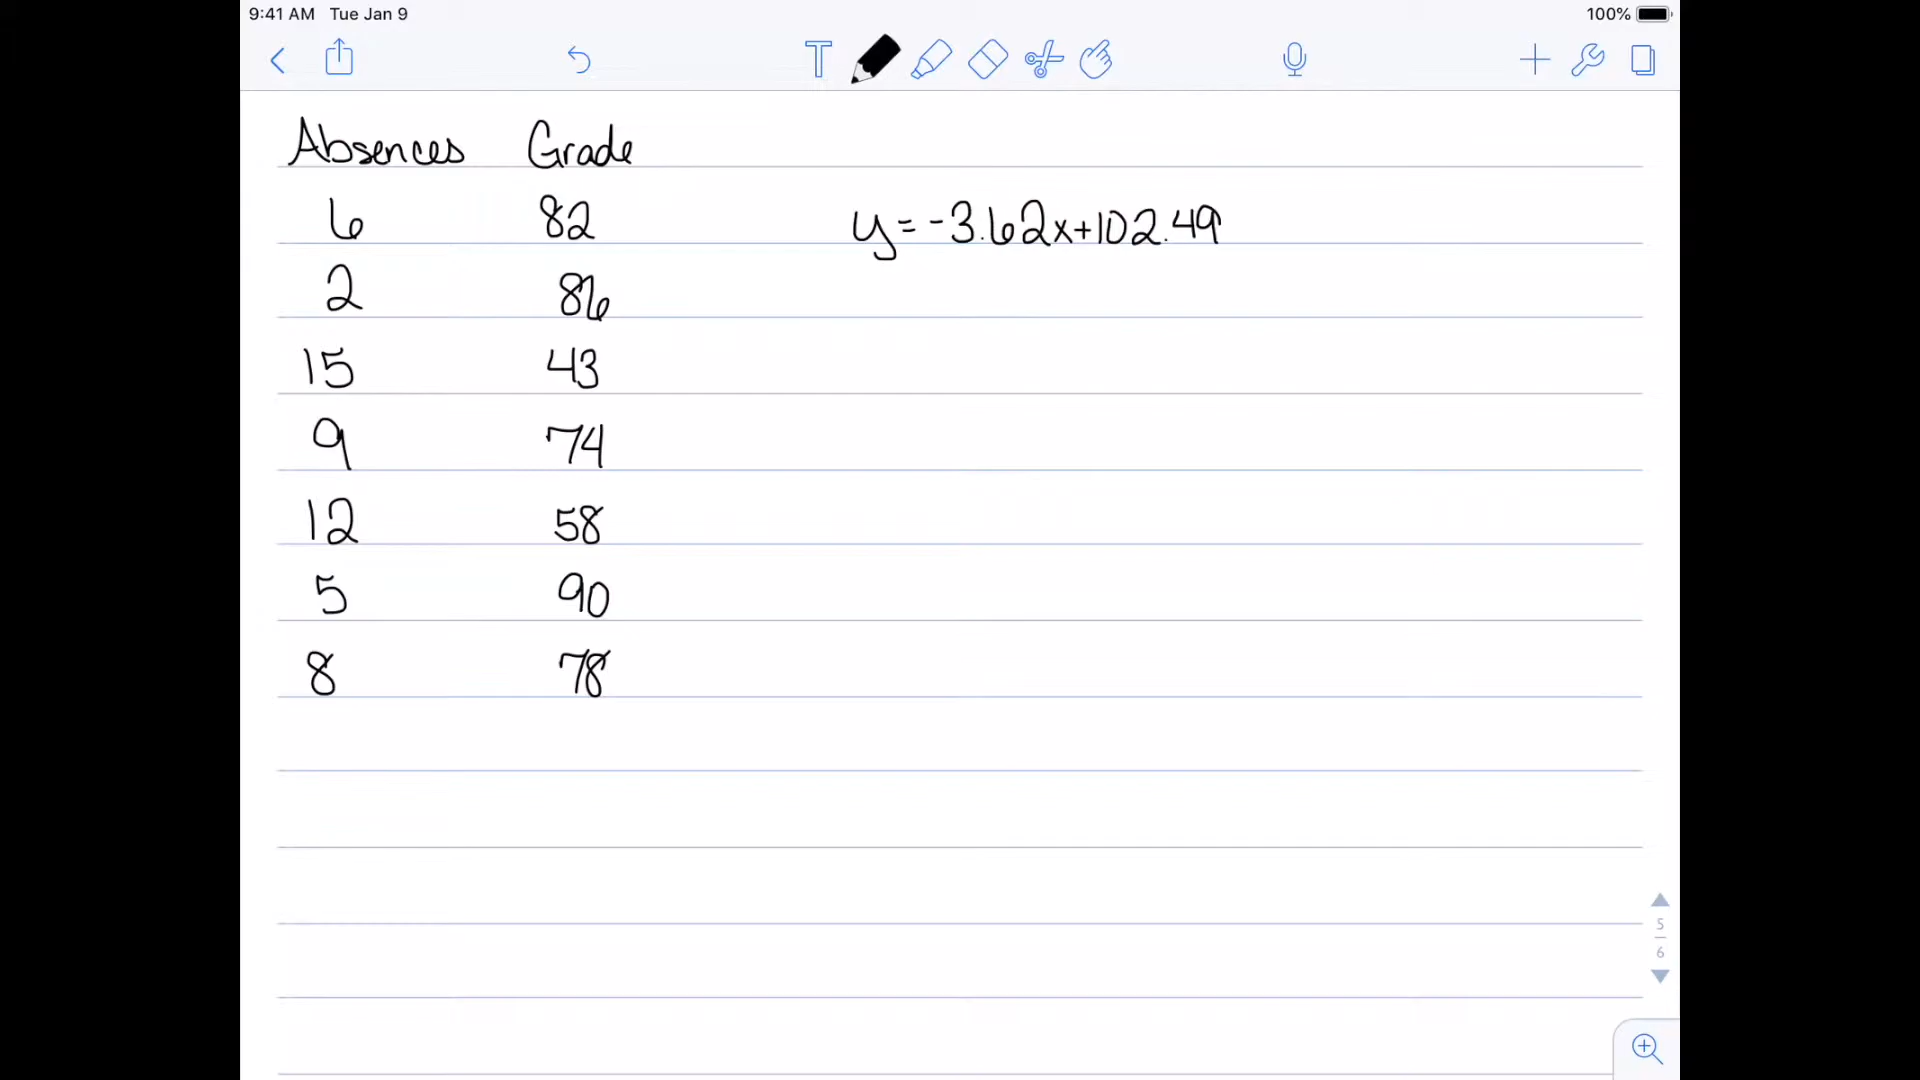 9:41 AM Tue Jan 9 100%
T
Absences Grade
6 82 y=-3.62x+102.49
2 86
15 43
9 74
12 58
5 90
8 78
5
6